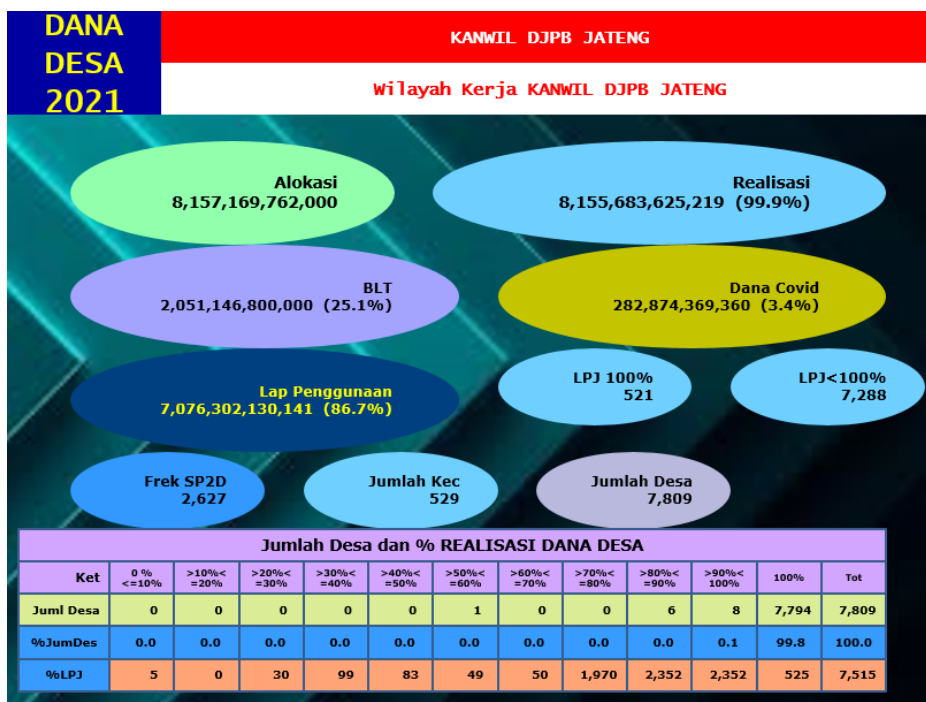 DANA
DESA
2021
KANWIL DJPB JATENG
Wilayah Kerja KANWIL DJPB JATENG
Alokasi
8,157,169,762,000
Realisasi
8,155,683,625,219 (99.9%)
BLT
2,051,146,800,000 (25.1%)
Dana Covid
282,874,369,360 (3.4%)
Lap Penggunaan
7,076,302,130,141 (86.7%)
LPJ 100%
521
LPJ<100%
7,288
Frek SP2D
2,627
Jumlah Kec
529
Jumlah Desa
7,809
Jumlah Desa dan % REALISASI DANA DESA
Ket 0 % <=10% >10%< =20% >20%< =30% >30%< =40% >40%< =50% >50%< =60% >60%< =70% >70%< =80% >80%< =90% >90%< 100% 100% Tot
Juml Desa 0 0 0 0 0 1 0 0 6 8 7,794 7,809
%JumDes 0.0 0.0 0.0 0.0 0.0 0.0 0.0 0.0 0.0 0.1 99.8 100.0
%LPJ 5 0 30 99 83 49 50 1,970 2,352 2,352 525 7,515